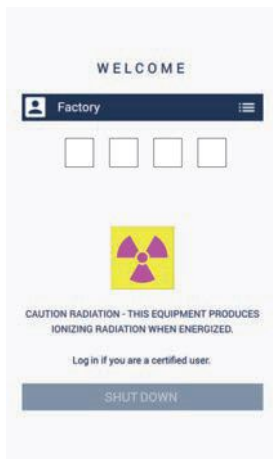 WELCOME
Factory
CAUTION RADIATION - THIS EQUIPMENT PRODUCES
IONIZING RADIATION WHEN ENERGIZED.
Log in if you are a certified user.
SHUT DOWN